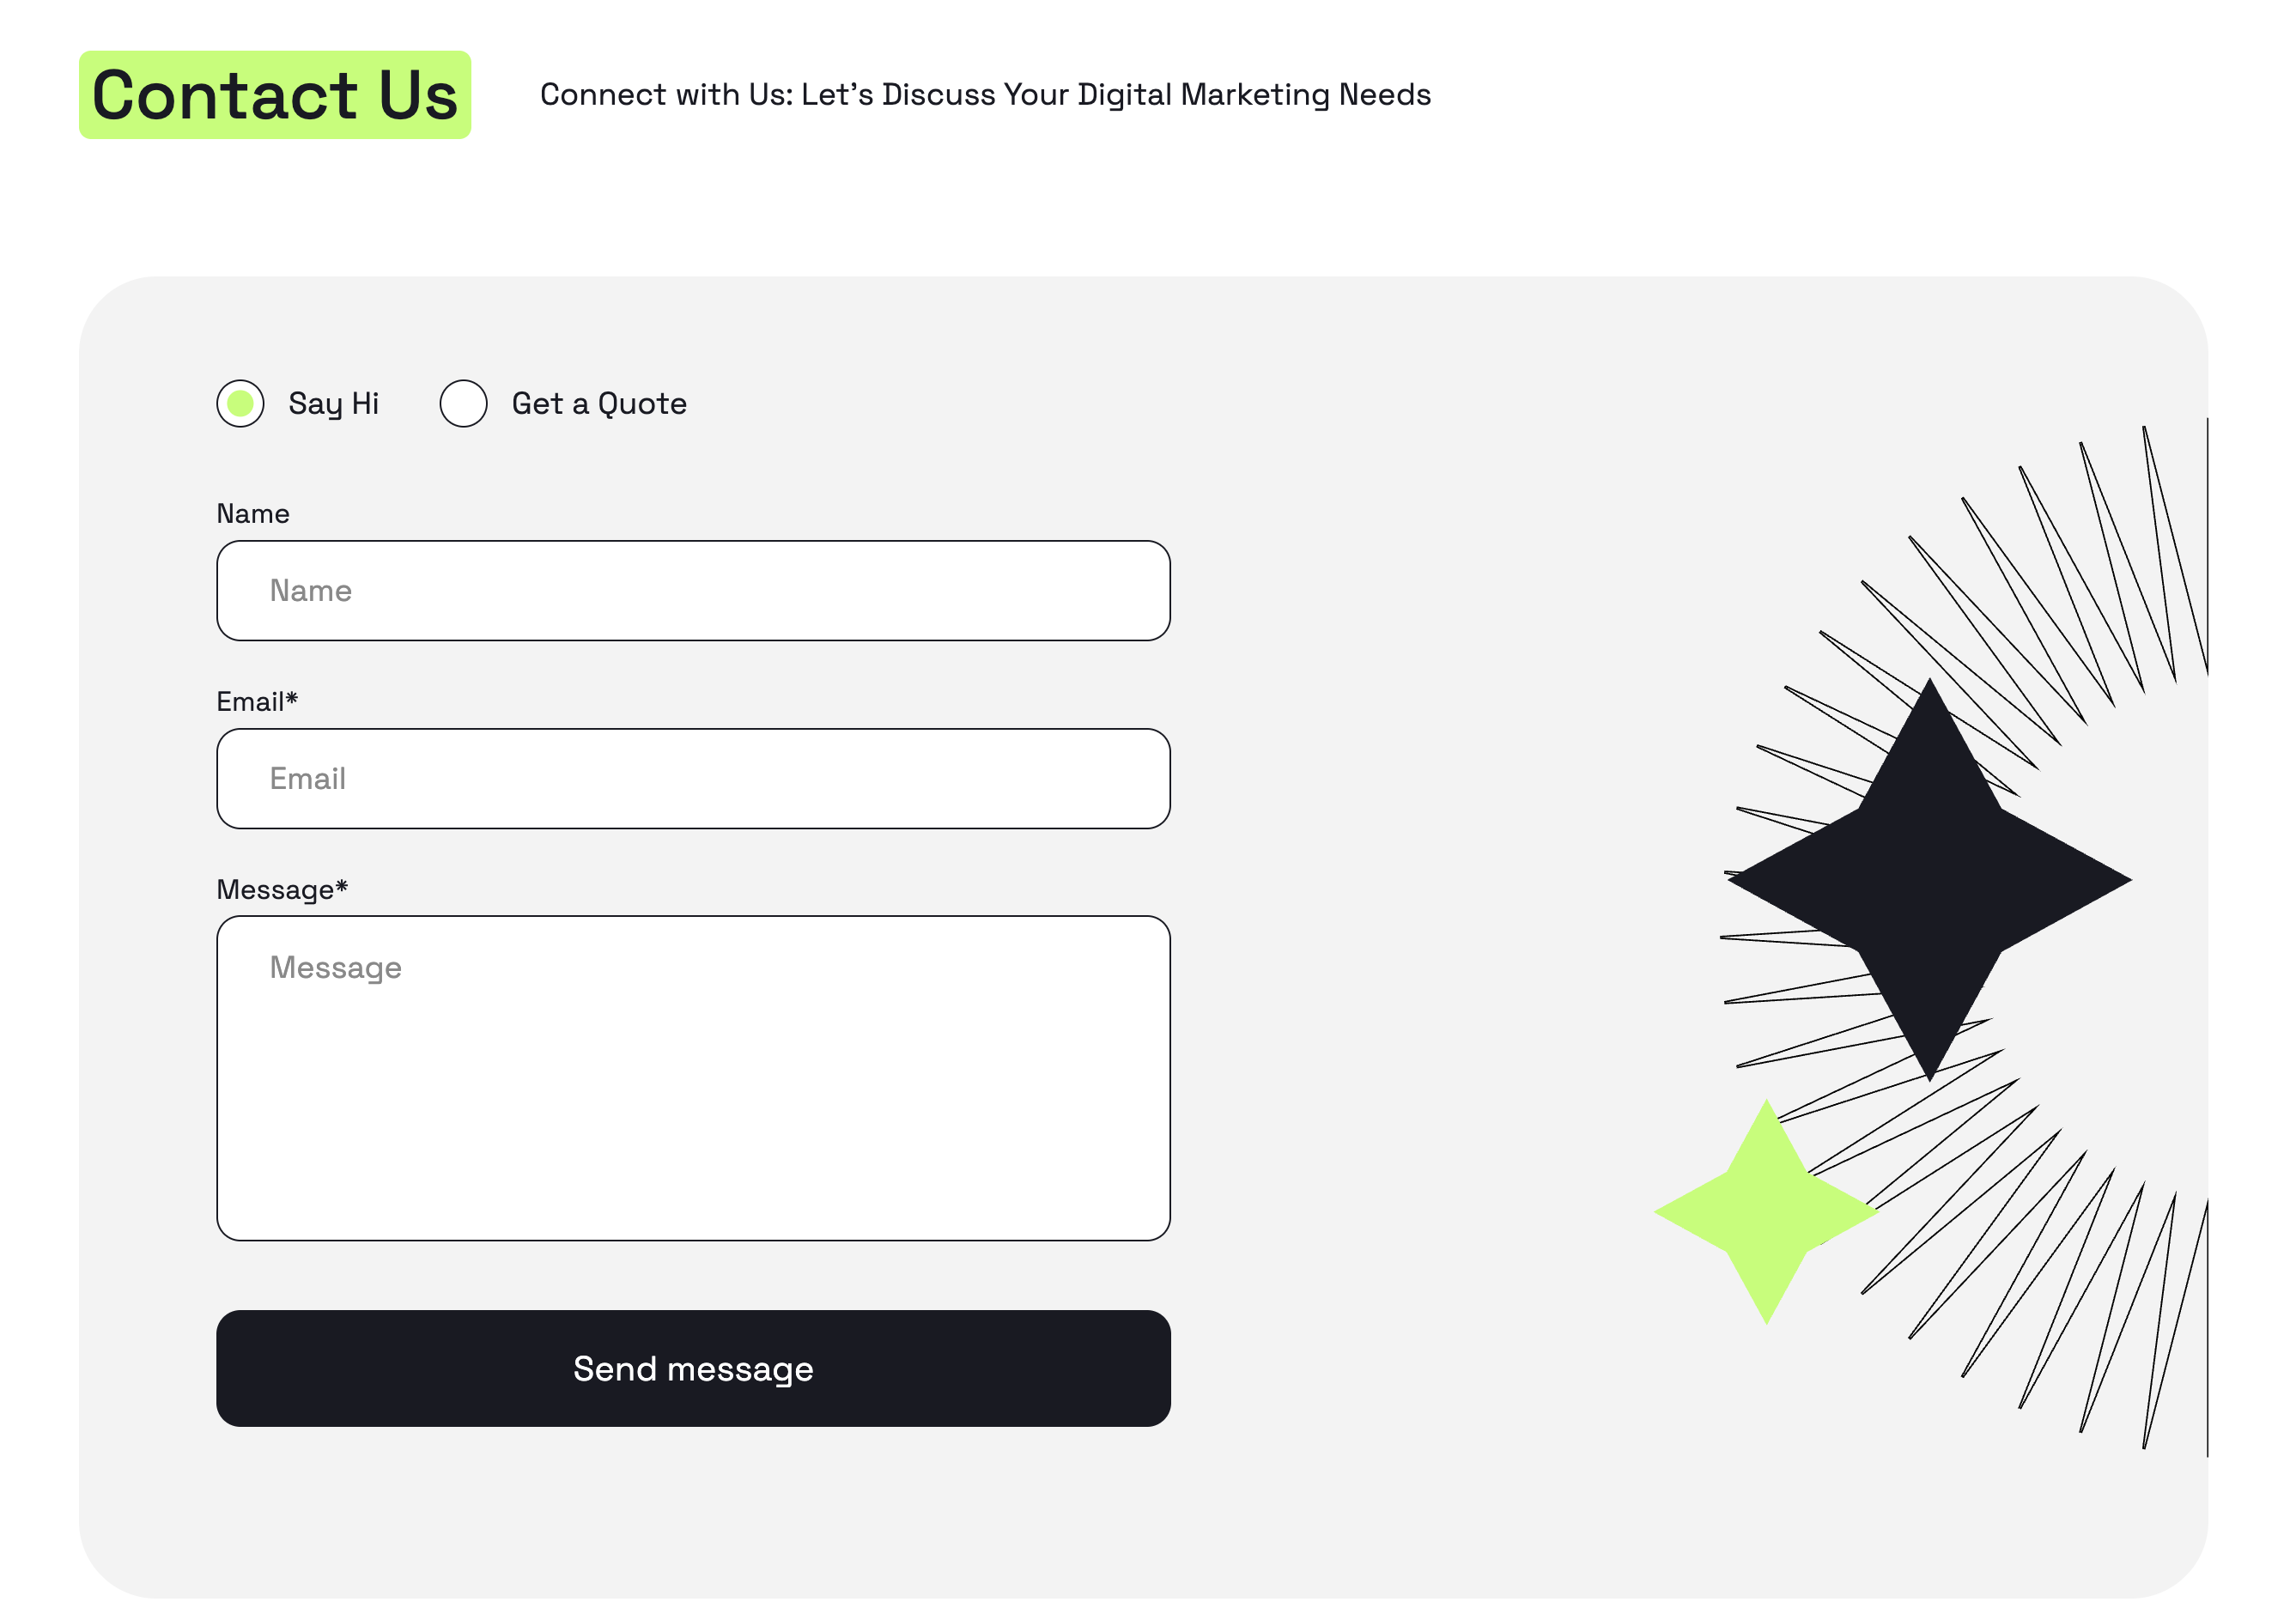 Contact Us
Connect with Us: Let’s Discuss Your Digital Marketing Needs
Say Hi
Get a Quote
Name
Name
Email*
Email
Message*
Message
Send message